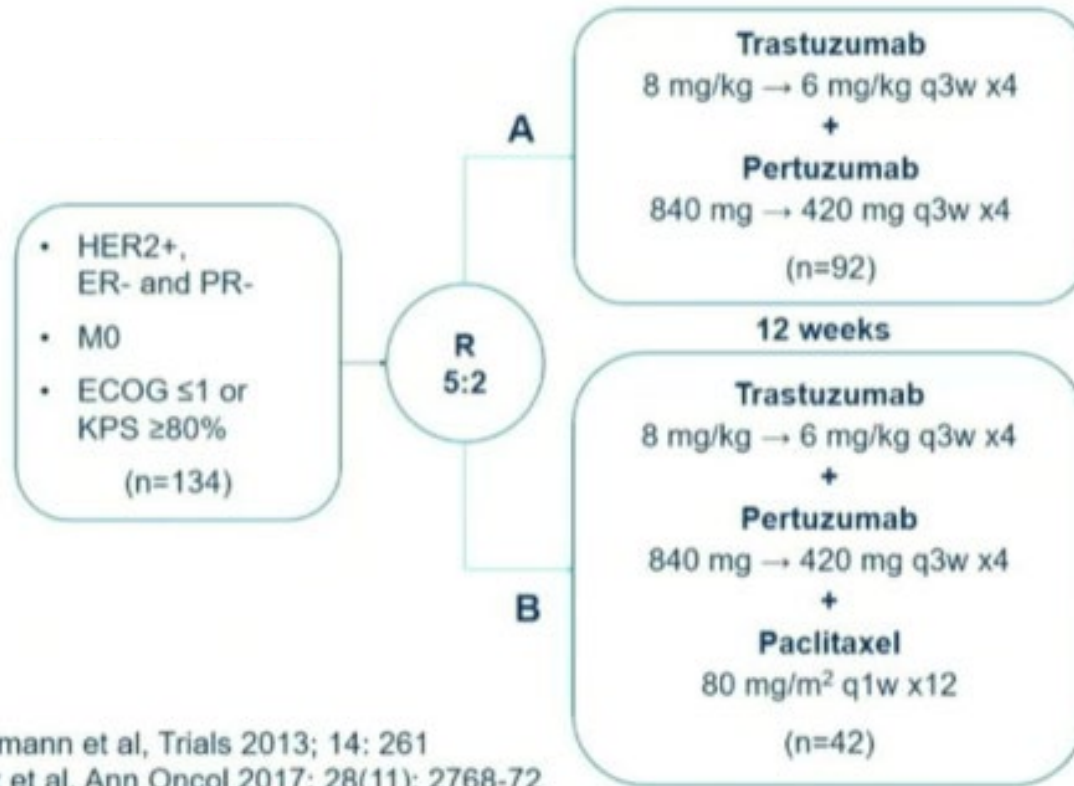 • HER2+,
ER- and PR-
• M0
• ECOG ≤1 or
KPS ≥80%
(n=134)
R
5:2
A
Trastuzumab
8 mg/kg → 6 mg/kg q3w x4
+
Pertuzumab
840 mg → 420 mg q3w x4
(n=92)
12 weeks
B
Trastuzumab
8 mg/kg → 6 mg/kg q3w x4
+
Pertuzumab
840 mg → 420 mg q3w x4
+
Paclitaxel
80 mg/m² q1w x12
(n=42)
mann et al, Trials 2013; 14: 261
et al, Ann Oncol 2017; 28(11): 2768-72